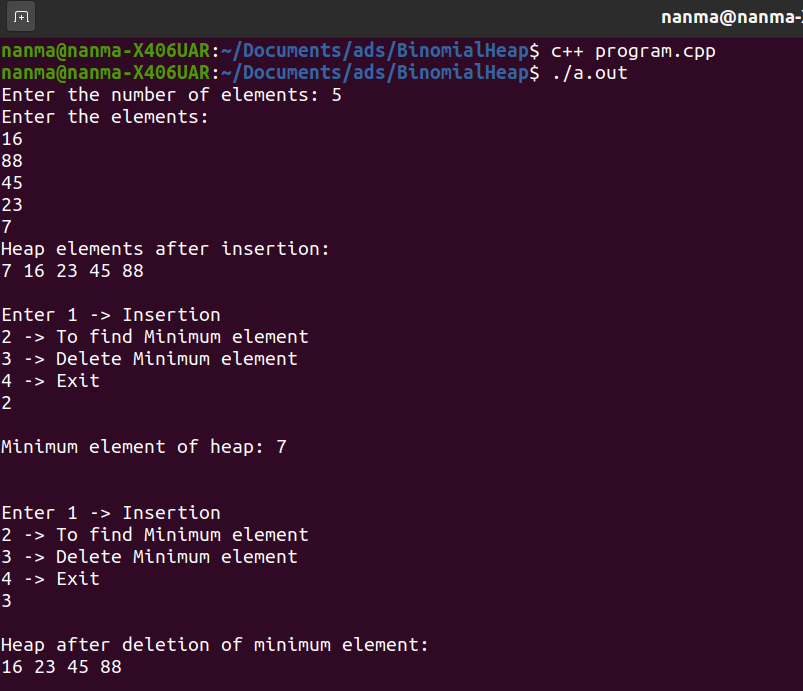 nanma@nanma-
nanma@nanma-X406UAR:~/Documents/ads/BinomialHeap$ c++ program.cpp
nanma@nanma-X406UAR:~/Documents/ads/BinomialHeap$ ./a.out
Enter the number of elements: 5
Enter the elements:
16
88
45
23
7
Heap elements after insertion:
7 16 23 45 88
Enter 1 -> Insertion
2 -> To find Minimum element
3 -> Delete Minimum element
4 -> Exit
2
Minimum element of heap: 7
Enter 1 -> Insertion
2 -> To find Minimum element
3 -> Delete Minimum element
4 -> Exit
3
Heap after deletion of minimum element:
16 23 45 88